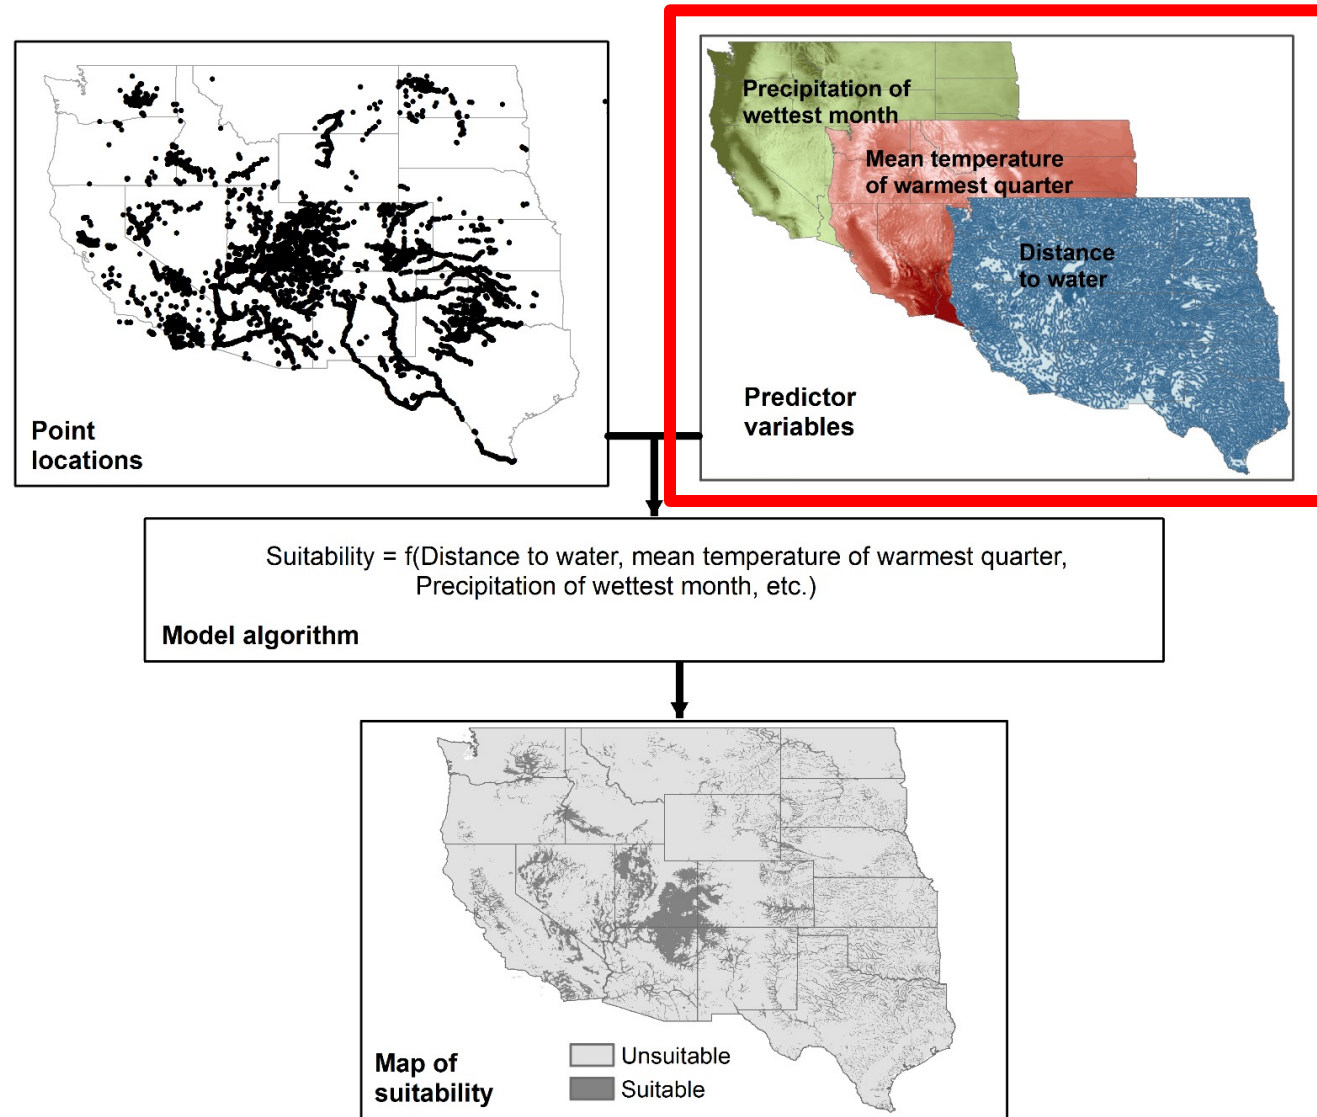 Point
locations
Precipitation of
wettest month
Mean temperature
of warmest quarter
Distance
to water
Predictor
variables
Suitability = f(Distance to water, mean temperature of warmest quarter,
Precipitation of wettest month, etc.)
Model algorithm
Map of
suitability
Unsuitable
Suitable